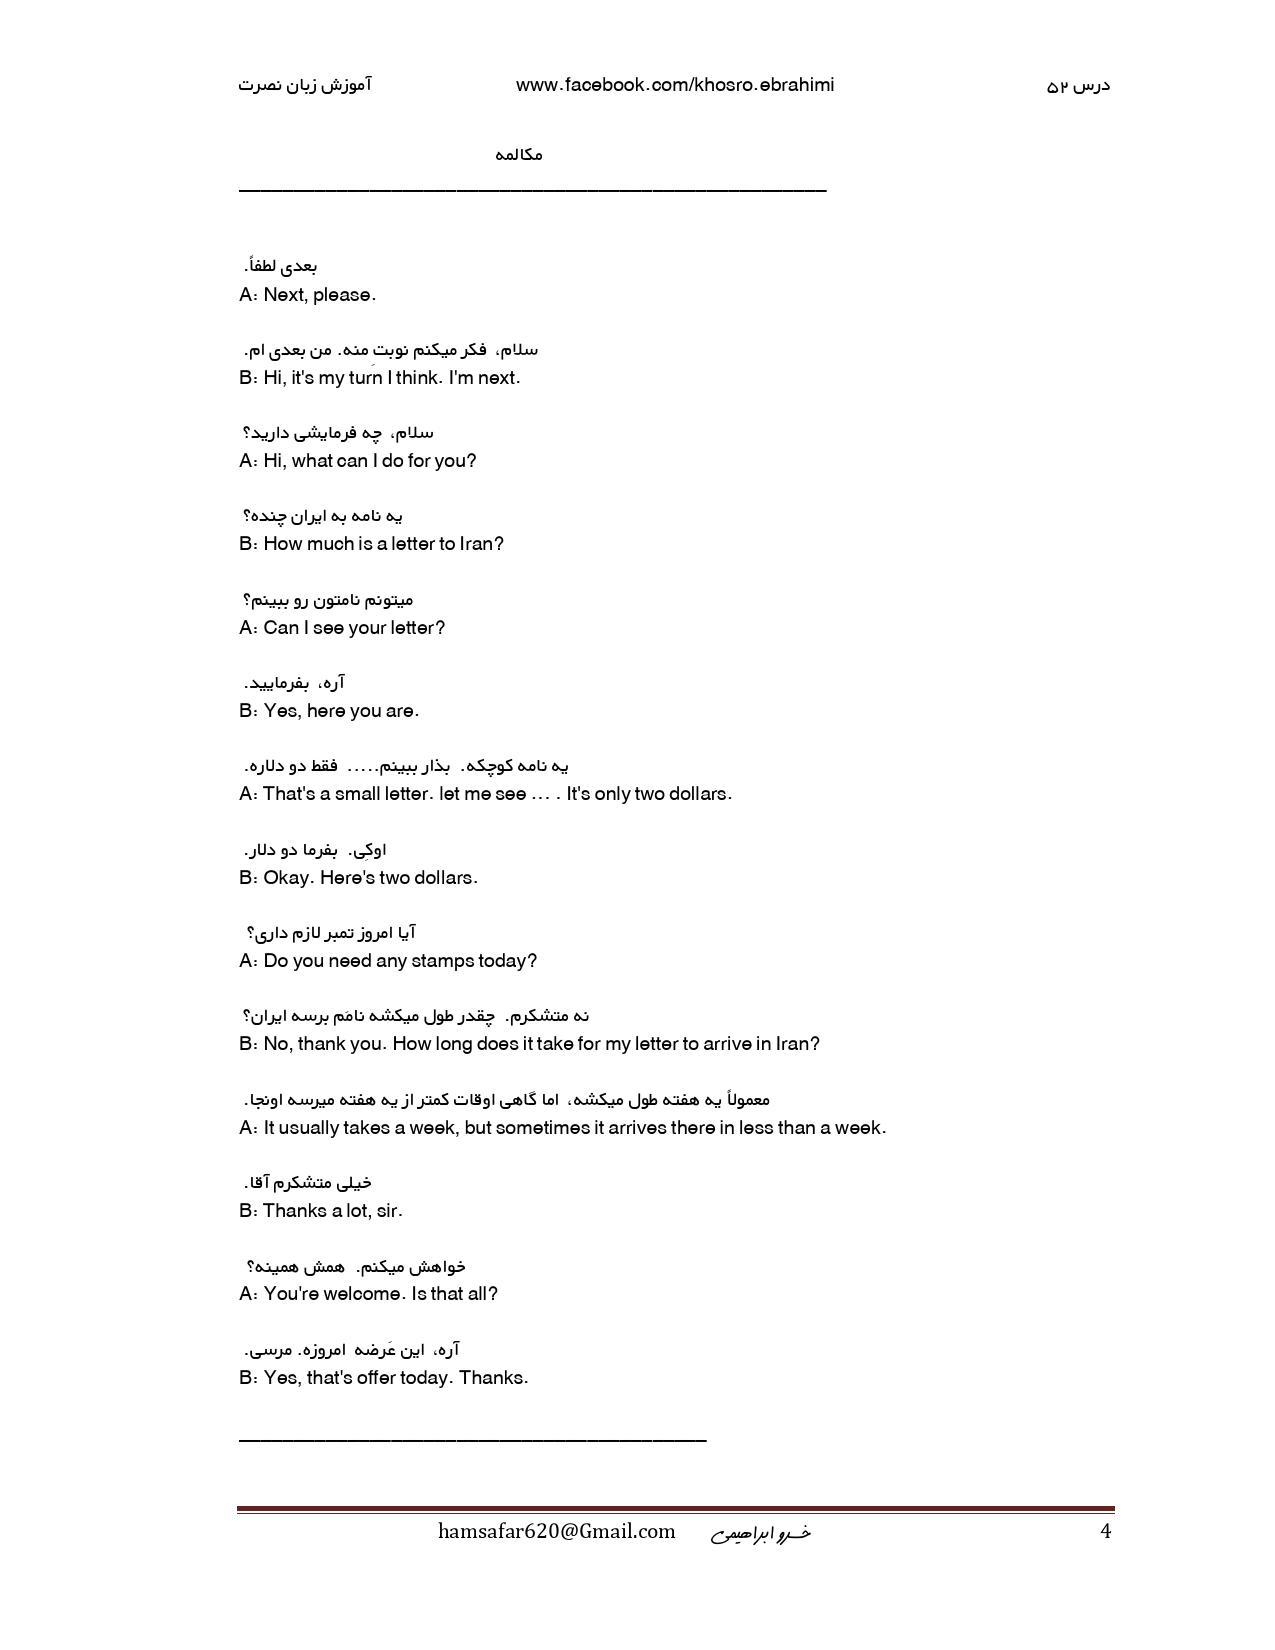 درس ۵۲ www.facebook.com/khosro.ebrahimi آموزش زبان نصرت
مکالمه
بعدی لطفاً.
A: Next, please.
سلام، فکر میکنم نوبت منه. من بعدی ام.
B: Hi, it's my turn I think. I'm next.
سلام، چه فرمایشی دارید؟
A: Hi, what can I do for you?
یه نامه به ایران چنده؟
B: How much is a letter to Iran?
میتونم نامتون رو ببینم؟
A: Can I see your letter?
آره، بفرمایید.
B: Yes, here you are.
یه نامه کوچکه. بذار ببینم..... فقط دو دلاره.
A: That's a small letter. let me see ... . It's only two dollars.
اوکِی. بفرما دو دلار.
B: Okay. Here's two dollars.
آیا امروز تمبر لازم داری؟
A: Do you need any stamps today?
نه متشکرم. چقدر طول میکشه نامَم برسه ایران؟
B: No, thank you. How long does it take for my letter to arrive in Iran?
معمولاً یه هفته طول میکشه، اما گاهی اوقات کمتر از یه هفته میرسه اونجا.
A: It usually takes a week, but sometimes it arrives there in less than a week.
خیلی متشکرم آقا.
B: Thanks a lot, sir.
خواهش میکنم. همش همینه؟
A: You're welcome. Is that all?
آره، این عَرضه امروزه. مرسی.
B: Yes, that's offer today. Thanks.
hamsafar620@Gmail.com خسرو ابراهیمی 4